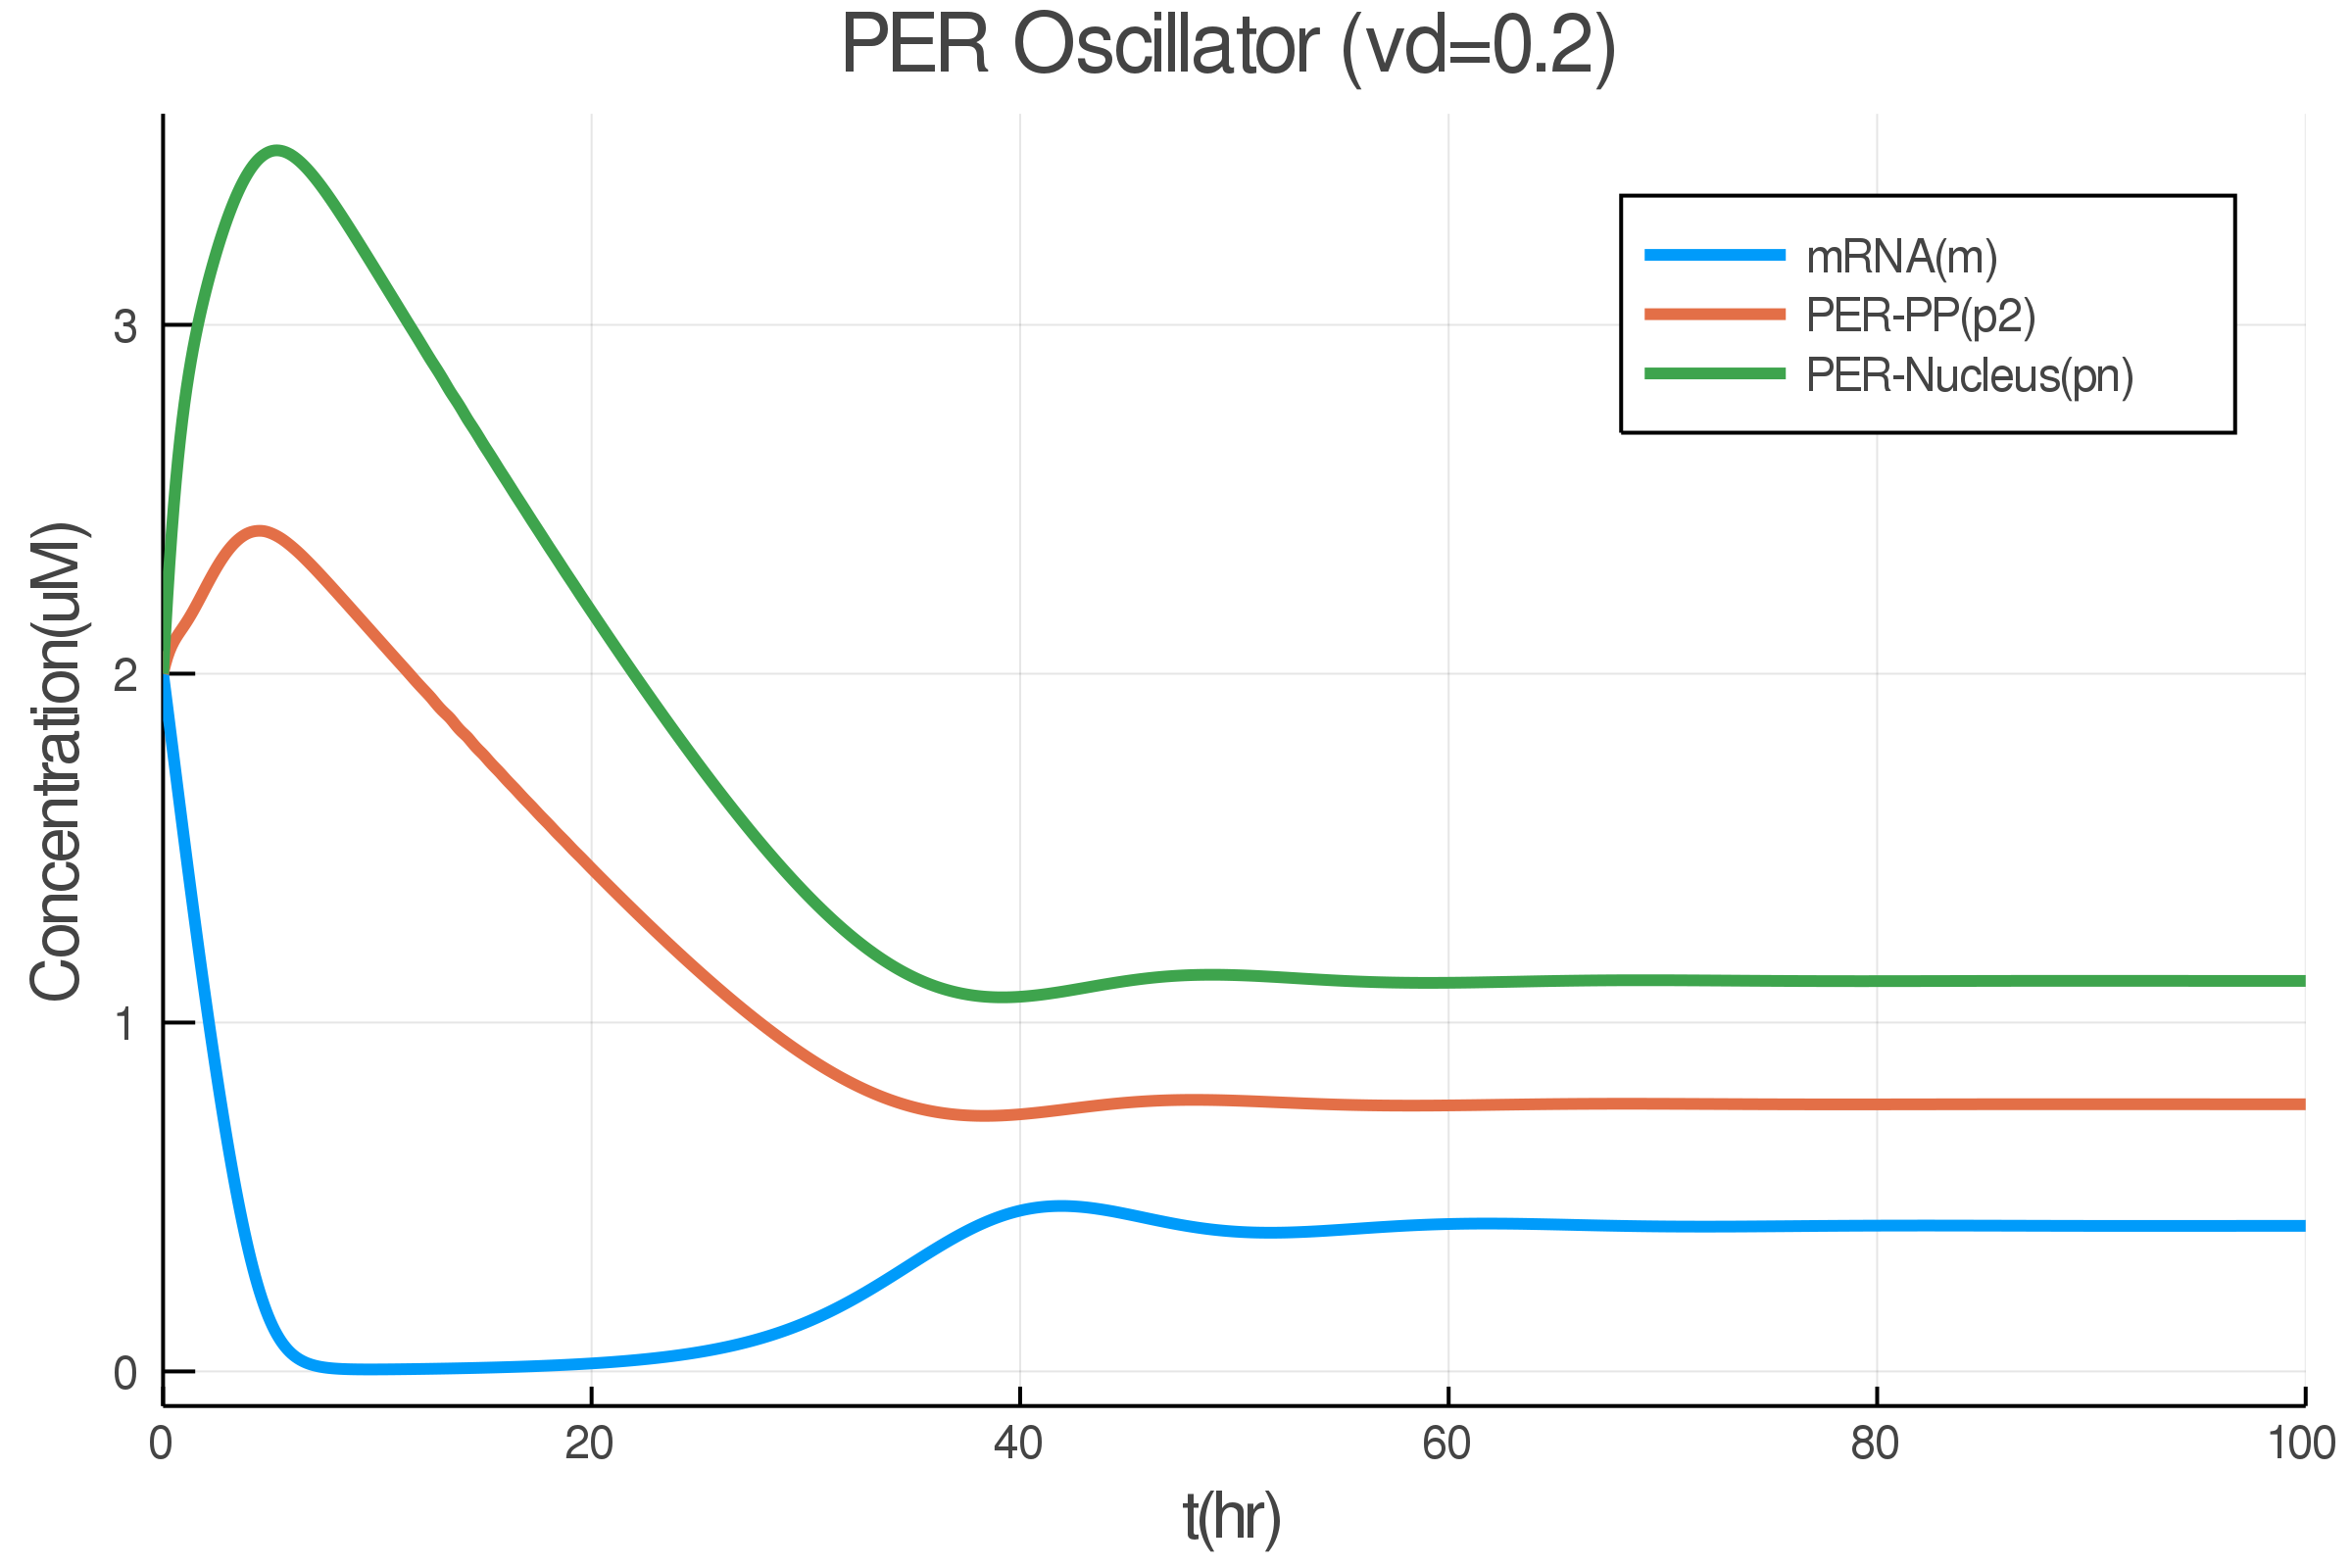 PER Oscillator (vd=0.2)
mRNA(m)
PER-PP(p2)
PER-Nucleus(pn)
Concentration(uM)
3
2
1
0
0 20 40 60 80 100
t(hr)